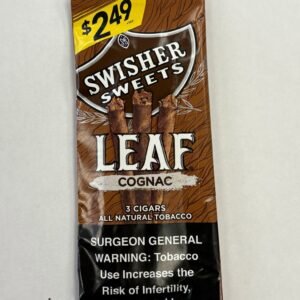 $2.49
SWISHER
SWEETS
LEAF
COGNAC
3 CIGARS
ALL NATURAL TOBACCO
SURGEON GENERAL
WARNING: Tobacco
Use Increases the
Risk of Infertility,